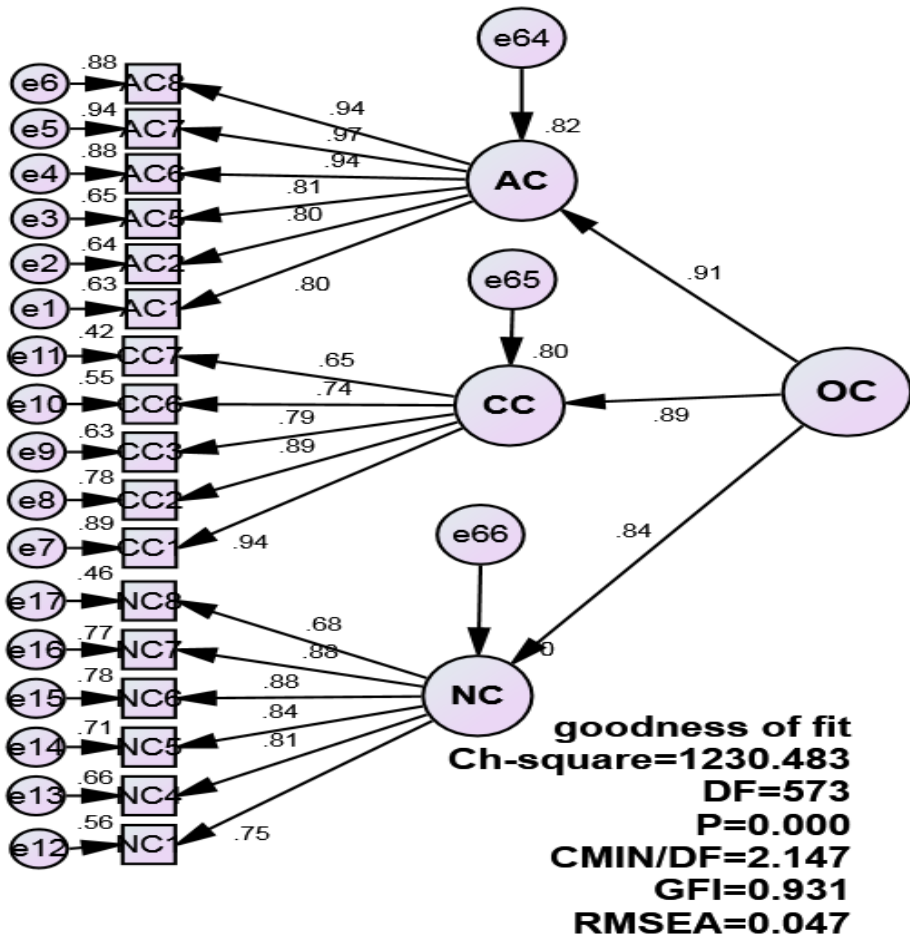 e64
.88
e6
AC8
.94
.94
e5
AC7
.97
.82
.88
e4
AC6
.94
AC
.65
e3
AC5
.81
.64
e2
AC2
.80
.63
e1
AC1
.80
e65
.91
.42
e11
CC7
.65
.80
.55
e10
CC6
.74
CC
OC
.63
e9
CC3
.79
.89
.78
e8
CC2
.89
.89
e7
CC1
.94
e66
.84
.46
e17
NC8
.68
.77
e16
NC7
.88
.78
e15
NC6
.88
NC
.71
e14
NC5
.84
.66
e13
NC4
.81
.56
e12
NC1
.75
goodness of fit
Ch-square=1230.483
DF=573
P=0.000
CMIN/DF=2.147
GFI=0.931
RMSEA=0.047